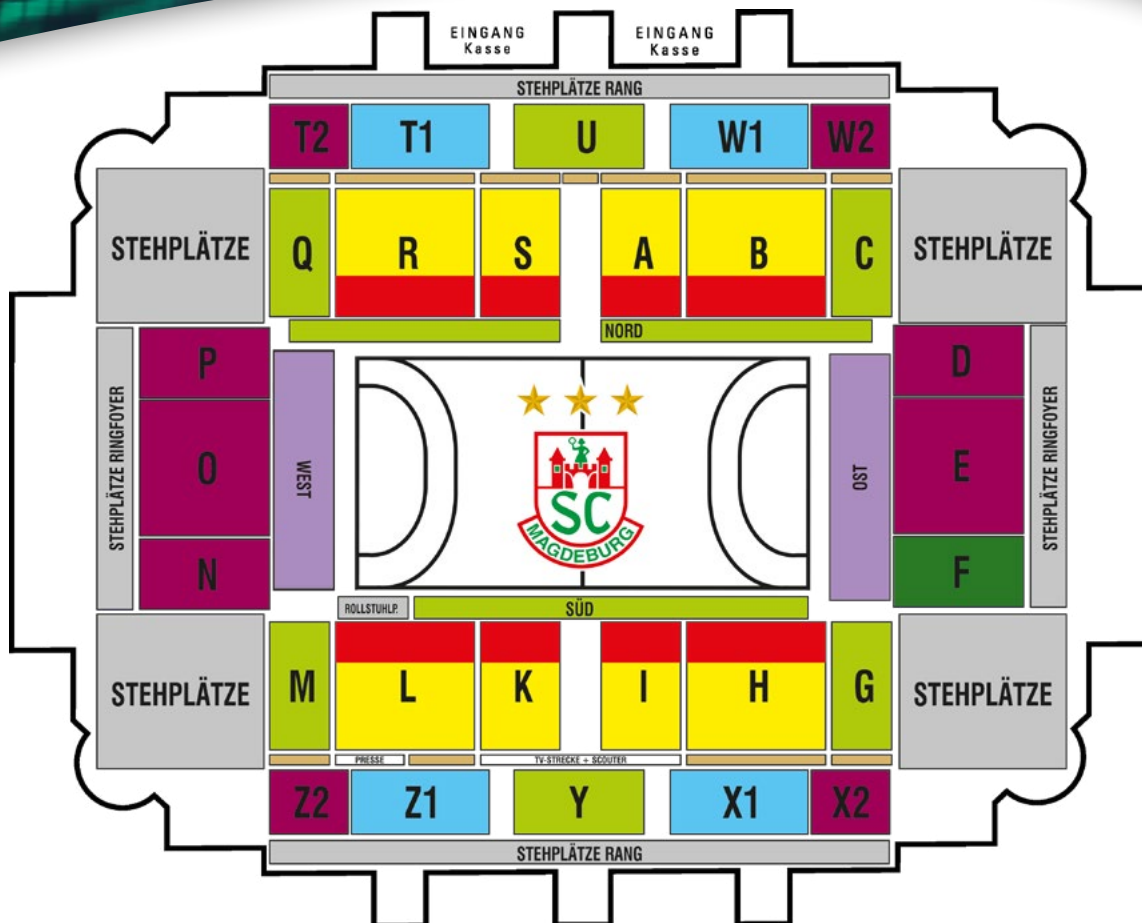 EINGANG
Kasse
EINGANG
Kasse
STEHPLÄTZE RANG
T2
T1
U
W1
W2
STEHPLÄTZE
Q
R
S
A
B
C
STEHPLÄTZE
NORD
STEHPLÄTZE RINGFOYER
P
O
N
WEST
SC
MAGDEBURG
OST
D
E
F
STEHPLÄTZE RINGFOYER
ROLLSTUHLP.
SÜD
STEHPLÄTZE
M
L
K
I
H
G
STEHPLÄTZE
PRESSE
TV-STRECKE + SCOUTER
Z2
Z1
Y
X1
X2
STEHPLÄTZE RANG